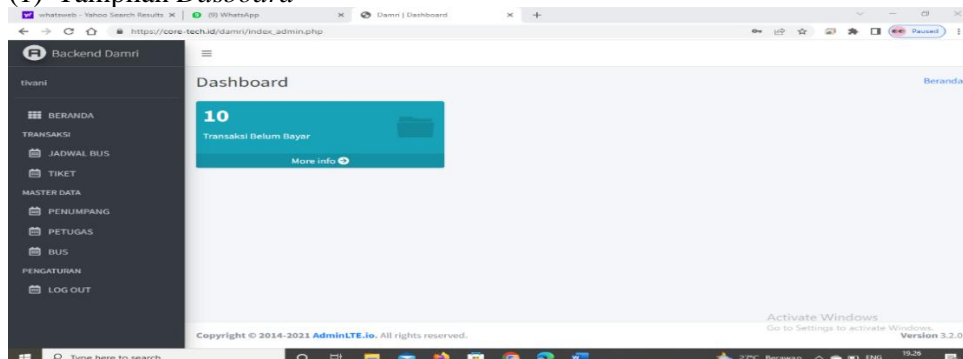 (1) Tampilan Dasboard
whatsweb - Yahoo Search Results
(9) WhatsApp
Damri | Dashboard
https://core-tech.id/damri/index_admin.php
Paused
Backend Damri
tivani
Dashboard
Beranda
BERANDA
10
Transaksi Belum Bayar
More info
TRANSAKSI
JADWAL BUS
TIKET
MASTER DATA
PENUMPANG
PETUGAS
BUS
PENGATURAN
LOG OUT
Activate Windows
Go to Settings to activate Windows.
Copyright © 2014-2021 AdminLTE.io. All rights reserved.
Version 3.2.0
Type here to search
27°C Berawan
ENG
19.26